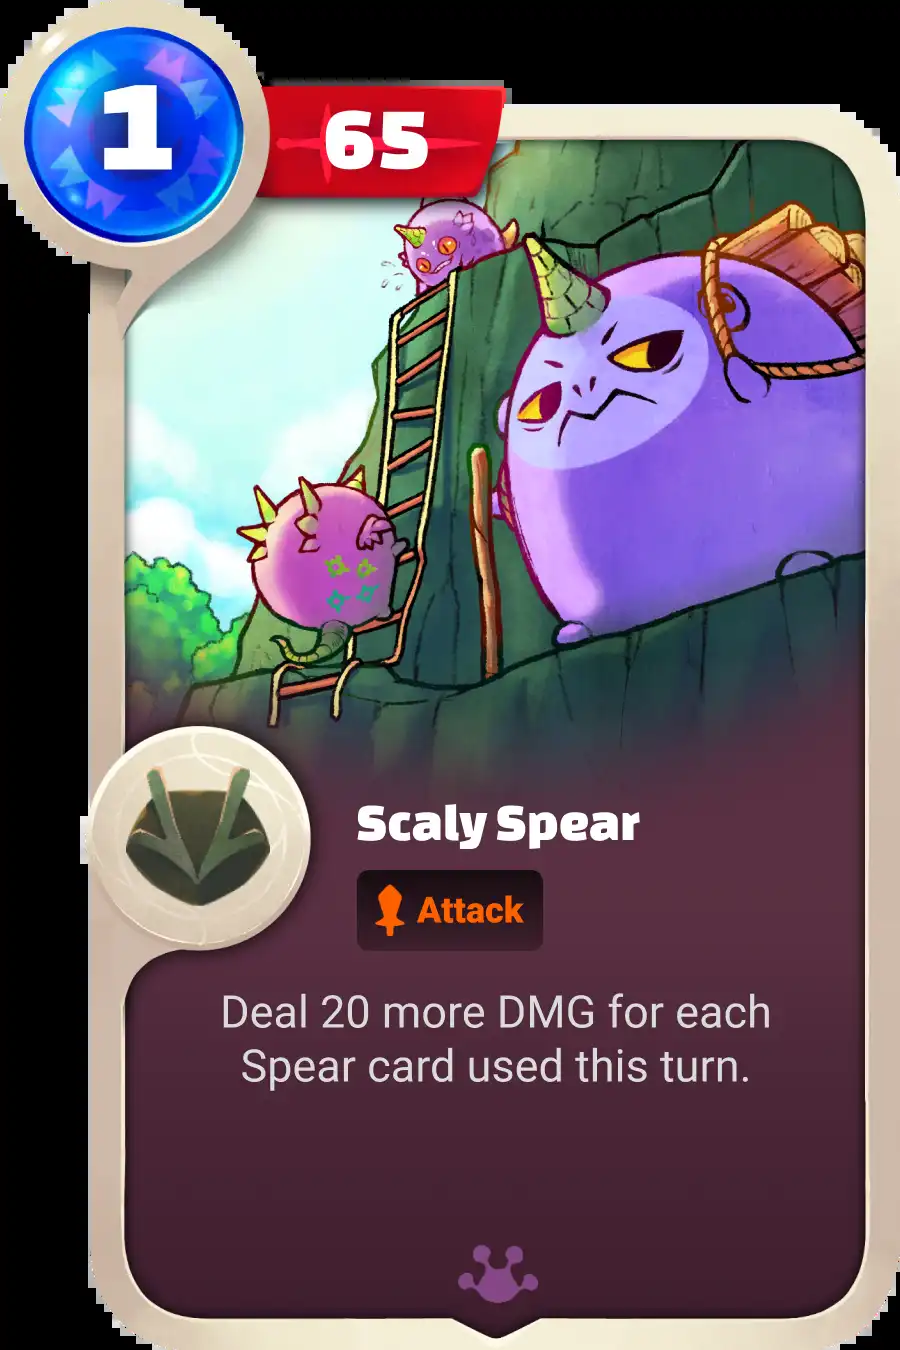 1
65
Scaly Spear
Attack
Deal 20 more DMG for each
Spear card used this turn.